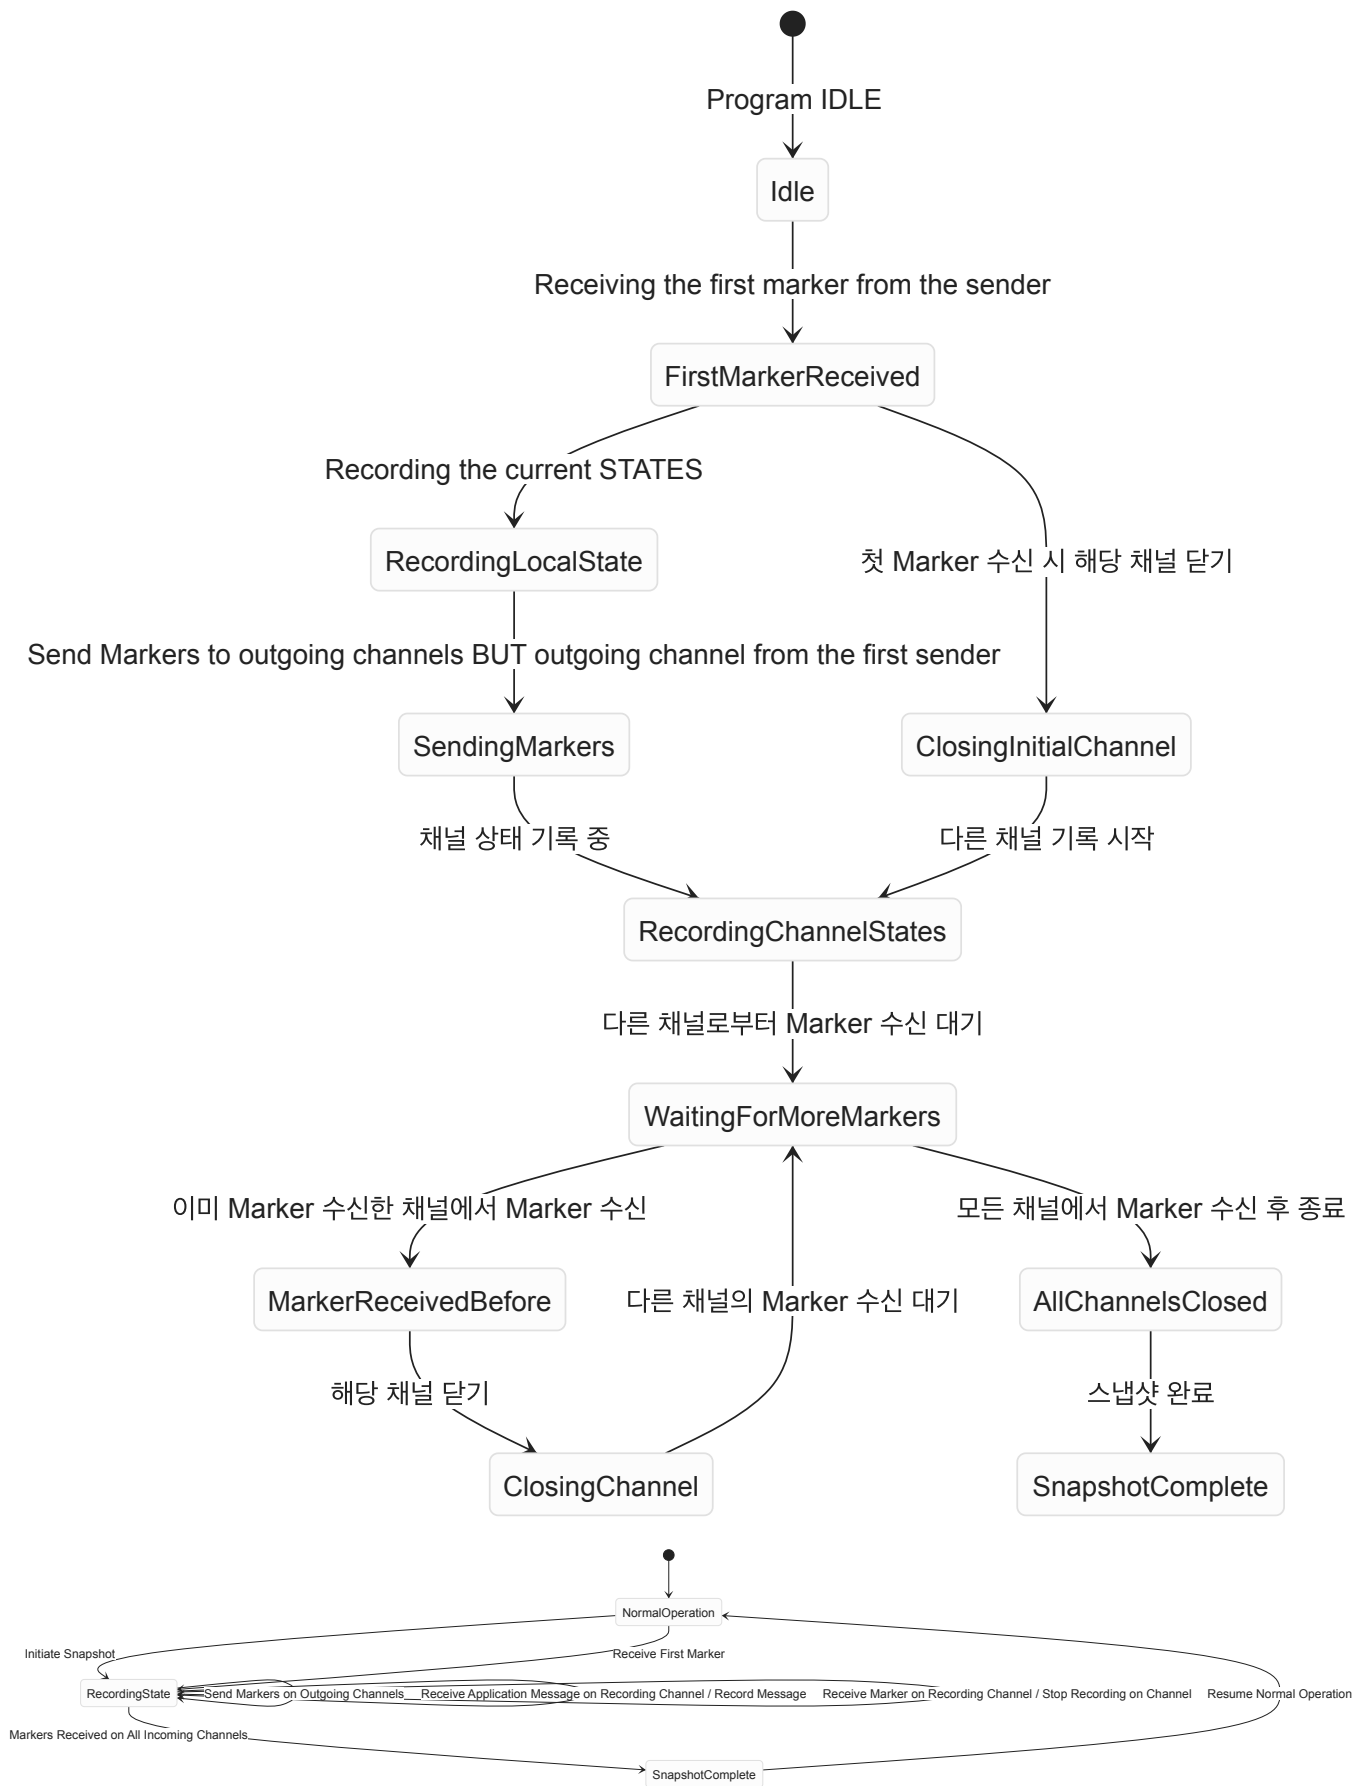 Program IDLE
Idle
Receiving the first marker from the sender
FirstMarkerReceived
Recording the current STATES
RecordingLocalState
첫 Marker 수신 시 해당 채널 닫기
Send Markers to outgoing channels BUT outgoing channel from the first sender
SendingMarkers
ClosingInitialChannel
채널 상태 기록 중
다른 채널 기록 시작
RecordingChannelStates
다른 채널로부터 Marker 수신 대기
WaitingForMoreMarkers
이미 Marker 수신한 채널에서 Marker 수신
모든 채널에서 Marker 수신 후 종료
MarkerReceivedBefore
다른 채널의 Marker 수신 대기
AllChannelsClosed
해당 채널 닫기
스냅샷 완료
ClosingChannel
SnapshotComplete
NormalOperation
Initiate Snapshot
Receive First Marker
RecordingState
Send Markers on Outgoing Channels
Receive Application Message on Recording Channel / Record Message
Receive Marker on Recording Channel / Stop Recording on Channel
Resume Normal Operation
Markers Received on All Incoming Channels
SnapshotComplete